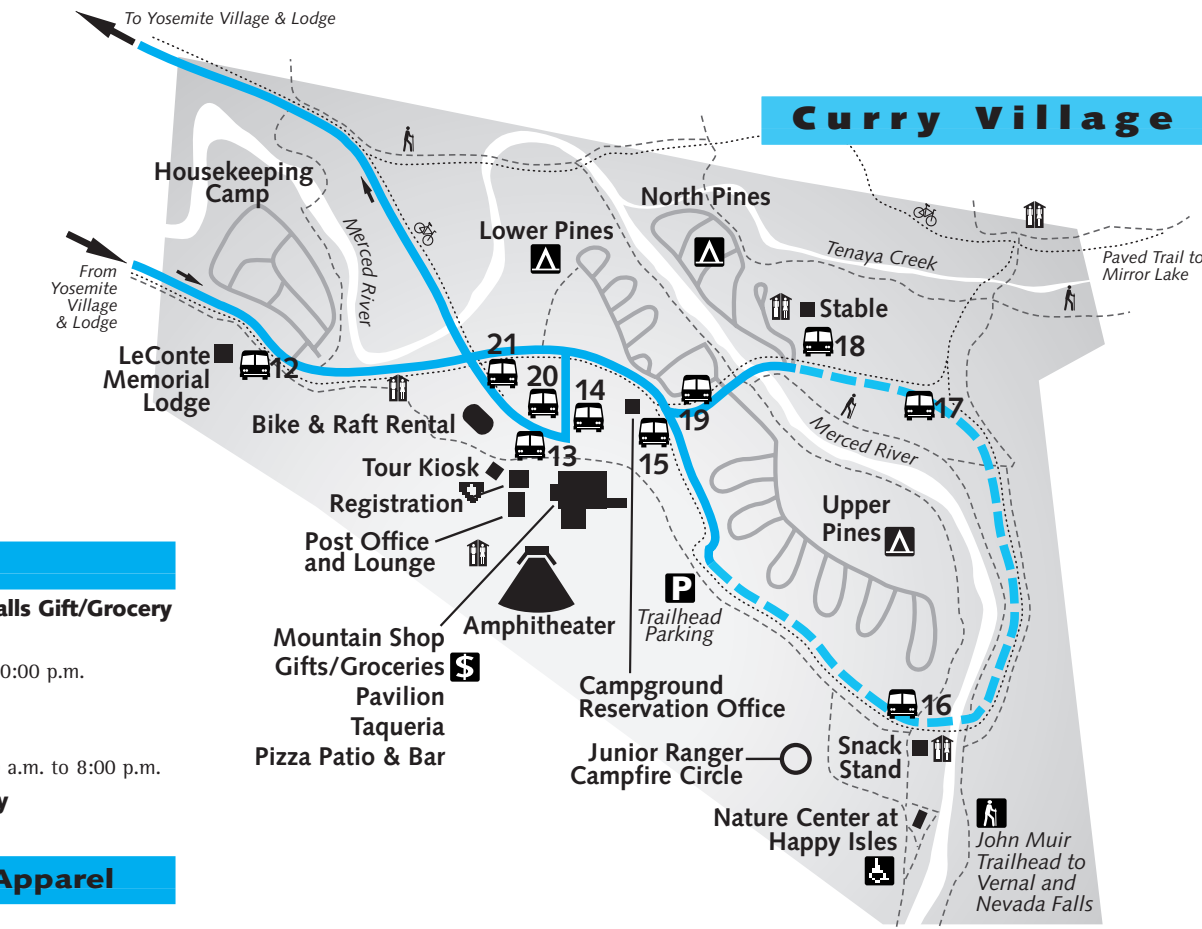 To Yosemite Village & Lodge
Curry Village
Housekeeping
Camp
North Pines
Lower Pines
Merced River
Tenaya Creek
Paved Trail to
Mirror Lake
From
Yosemite
Village
& Lodge
Stable
18
LeConte
Memorial
Lodge
12
21
20
14
19
17
Bike & Raft Rental
13
15
Merced River
Tour Kiosk
Registration
Upper
Pines
Post Office
and Lounge
P
Trailhead
Parking
Amphitheater
Mountain Shop
Gifts/Groceries $
Pavilion
Taqueria
Pizza Patio & Bar
Campground
Reservation Office
16
Junior Ranger
Campfire Circle
Snack
Stand
Nature Center at
Happy Isles
John Muir
Trailhead to
Vernal and
Nevada Falls
alls Gift/Grocery
0:00 p.m.
a.m. to 8:00 p.m.
y
Apparel